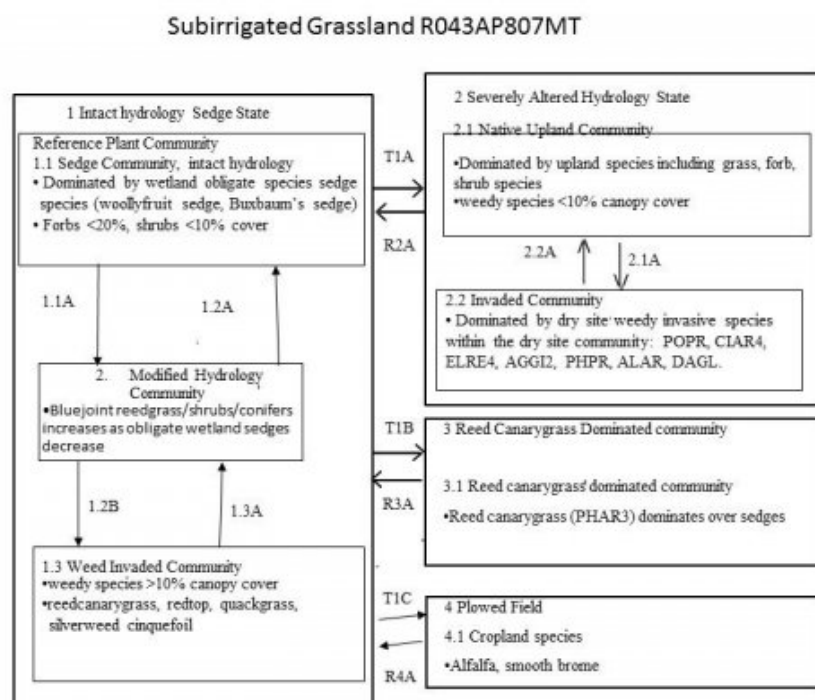 Subirrigated Grassland R043AP807MT
1 Intact hydrology Sedge State
Reference Plant Community
1.1 Sedge Community, intact hydrology
• Dominated by wetland obligate species sedge
species (woollyfruit sedge, Buxbaum's sedge)
• Forbs <20%, shrubs <10% cover
1.1A
1.2A
2. Modified Hydrology
Community
•Bluejoint reedgrass/shrubs/conifers
increases as obligate wetland sedges
decrease
1.2B
1.3A
1.3 Weed Invaded Community
•weedy species >10% canopy cover
•reedcanarygrass, redtop, quackgrass,
silverweed cinquefoil
T1A
R2A
T1B
R3A
T1C
R4A
2 Severely Altered Hydrology State
2.1 Native Upland Community
•Dominated by upland species including grass, forb,
shrub species
•weedy species <10% canopy cover
2.2A
2.1A
2.2 Invaded Community
• Dominated by dry site weedy invasive species
within the dry site community: POPR, CIAR4,
ELRE4, AGGI2, PHPR, ALAR, DAGL.
3 Reed Canarygrass Dominated community
3.1 Reed canarygrass dominated community
•Reed canarygrass (PHAR3) dominates over sedges
4 Plowed Field
4.1 Cropland species
•Alfalfa, smooth brome